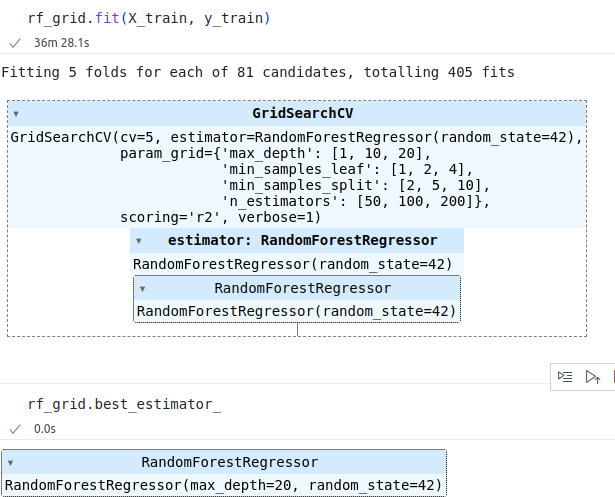 rf_grid.fit(X_train, y_train)
36m 28.1s
Fitting 5 folds for each of 81 candidates, totalling 405 fits
GridSearchCV
GridSearchCV(cv=5, estimator=RandomForestRegressor(random_state=42),
param_grid={'max_depth': [1, 10, 20],
'min_samples_leaf': [1, 2, 4],
'min_samples_split': [2, 5, 10],
'n_estimators': [50, 100, 200]},
scoring='r2', verbose=1)
estimator: RandomForestRegressor
RandomForestRegressor(random_state=42)
RandomForestRegressor
RandomForestRegressor(random_state=42)
rf_grid.best_estimator_
0.0s
RandomForestRegressor
RandomForestRegressor(max_depth=20, random_state=42)